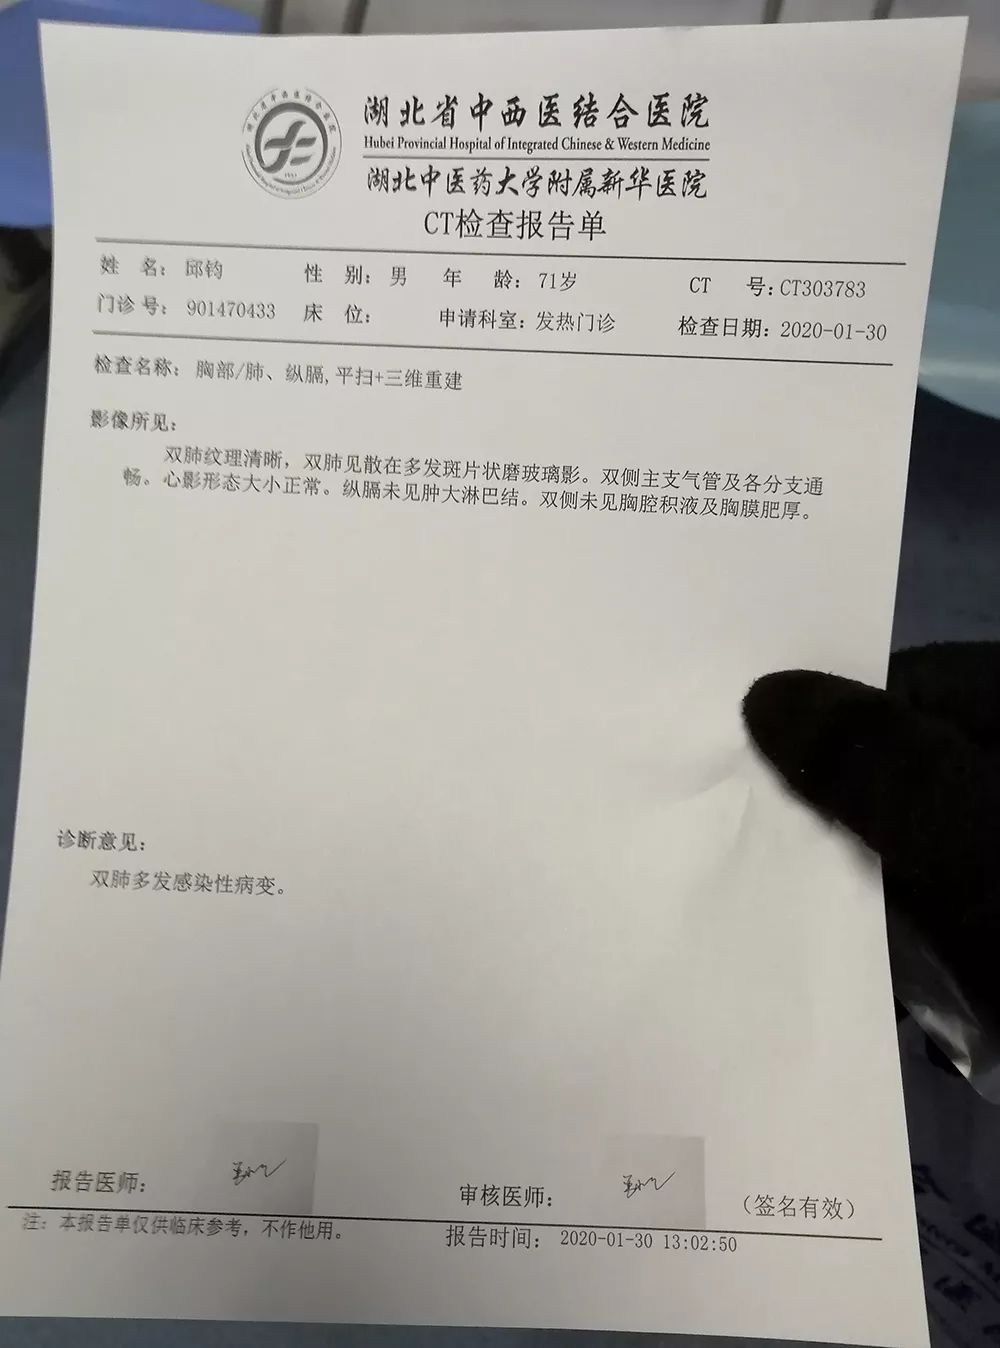 湖北省中西医结合医院
Hubei Provincial Hospital of Integrated Chinese & Western Medicine
湖北中医药大学附属新华医院
CT检查报告单
姓 名： 邱钧 性 别： 男 年 龄： 71岁 CT 号：CT303783
门诊号： 901470433 床 位： 申请科室：发热门诊 检查日期：2020-01-30
检查名称： 胸部/肺、纵膈,平扫+三维重建
影像所见：
双肺纹理清晰，双肺见散在多发斑片状磨玻璃影。双侧主支气管及各分支通
畅。心影形态大小正常。纵膈未见肿大淋巴结。双侧未见胸腔积液及胸膜肥厚。
诊断意见：
双肺多发感染性病变。
报告医师： 审核医师： （签名有效）
注：本报告单仅供临床参考，不作他用。 报告时间： 2020-01-30 13:02:50